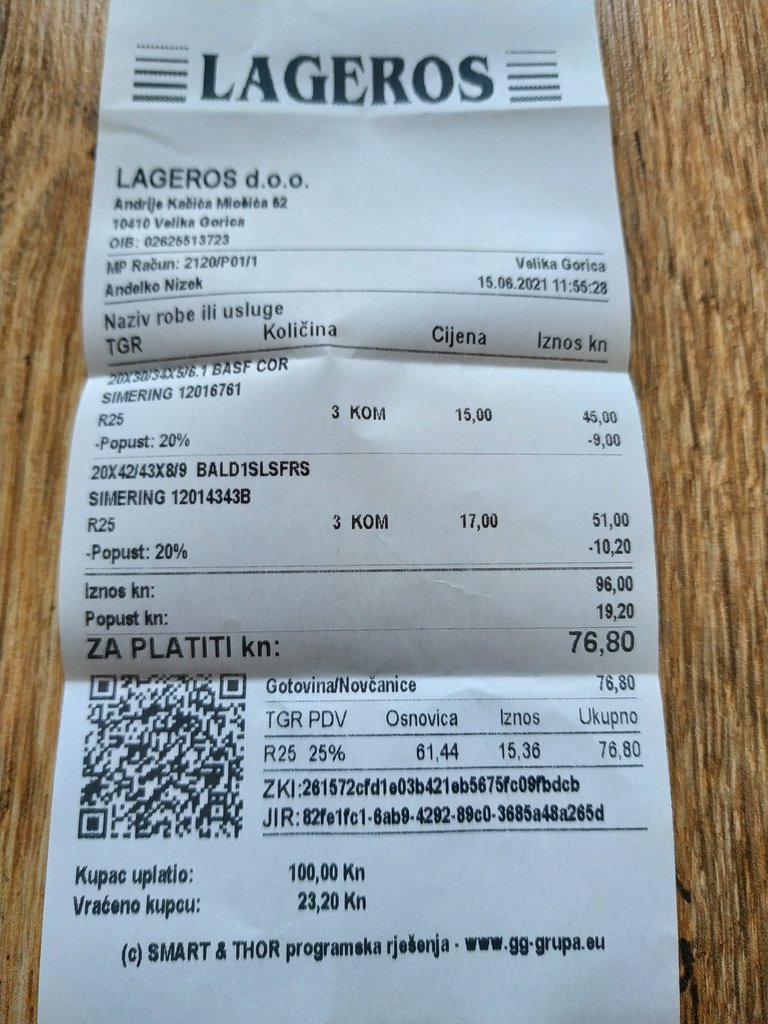 LAGEROS
LAGEROS d.o.o.
Andrije Kačića Miošića 62
10410 Velika Gorica
OIB: 02625513723
MP Račun: 2120/P01/1 Velika Gorica
Anđelko Nizek 15.06.2021 11:55:28
Naziv robe ili usluge
TGR Količina Cijena Iznos kn
20X30/34X5/6.1 BASF COR
SIMERING 12016761
R25 3 KOM 15,00 45,00
-Popust: 20% -9,00
20X42/43X8/9 BALD1SLSFRS
SIMERING 12014343B
R25 3 KOM 17,00 51,00
-Popust: 20% -10,20
Iznos kn: 96,00
Popust kn: 19,20
ZA PLATITI kn: 76,80
Gotovina/Novčanice 76,80
TGR PDV Osnovica Iznos Ukupno
R25 25% 61,44 15,36 76,80
ZKI:261572cfd1e03b421eb5675fc09fbdcb
JIR:82fe1fc1-6ab9-4292-89c0-3685a48a265d
Kupac uplatio: 100,00 Kn
Vraćeno kupcu: 23,20 Kn
(c) SMART & THOR programska rješenja - www.gg-grupa.eu